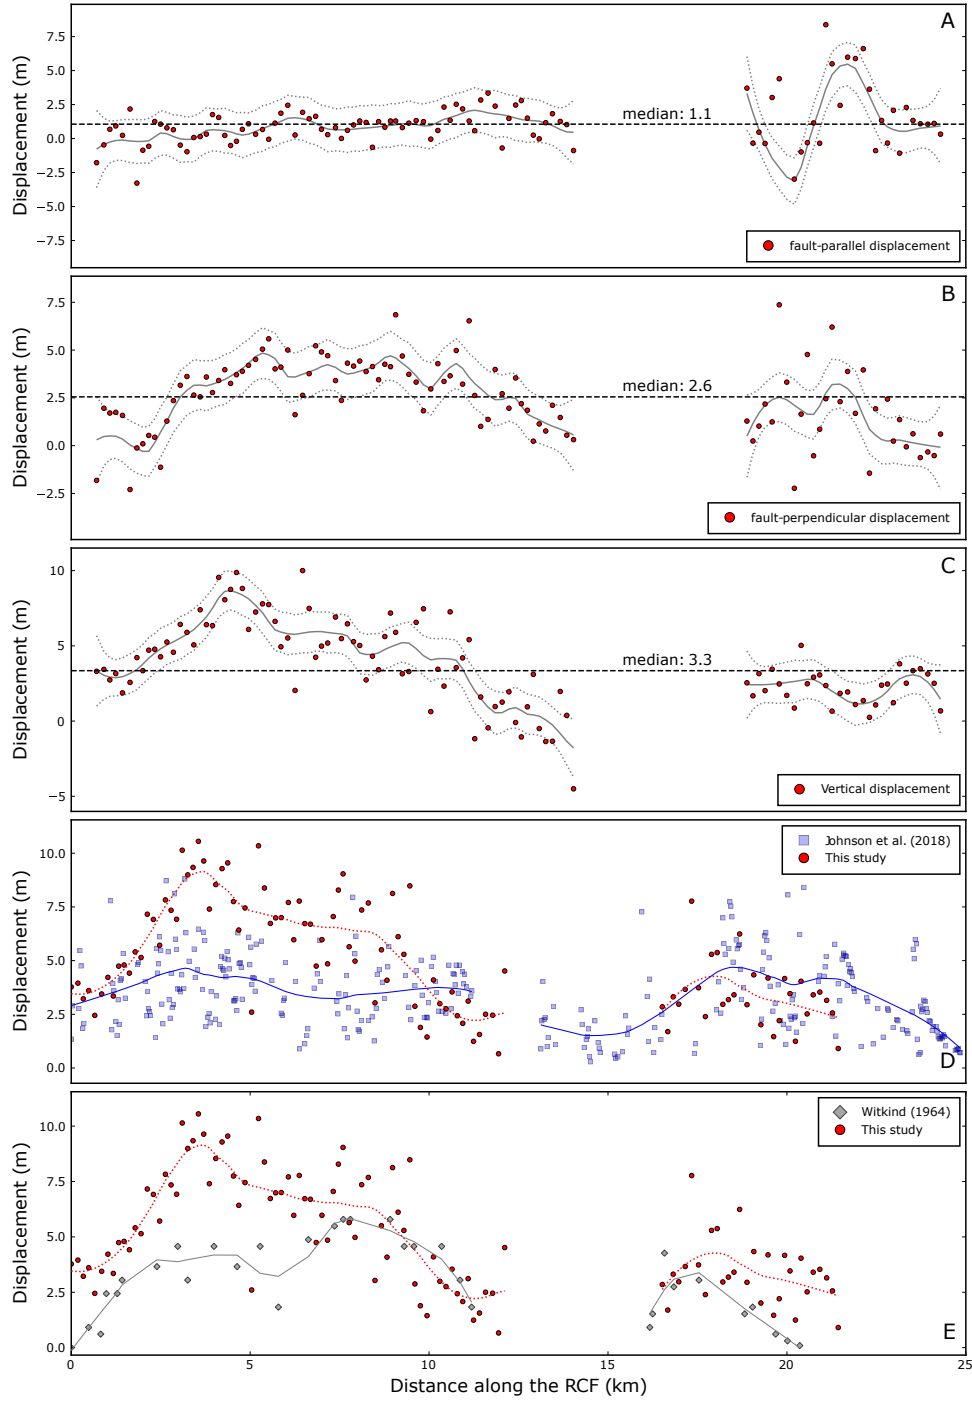 A
Displacement (m)
7.5
5.0
2.5
0.0
−2.5
−5.0
−7.5
median: 1.1
fault-parallel displacement
B
Displacement (m)
7.5
5.0
2.5
0.0
−2.5
median: 2.6
fault-perpendicular displacement
C
Displacement (m)
10
5
0
−5
median: 3.3
Vertical displacement
Displacement (m)
10.0
7.5
5.0
2.5
0.0
Johnson et al. (2018)
This study
D
Displacement (m)
10.0
7.5
5.0
2.5
0.0
Witkind (1964)
This study
E
0 5 10 15 20 25
Distance along the RCF (km)